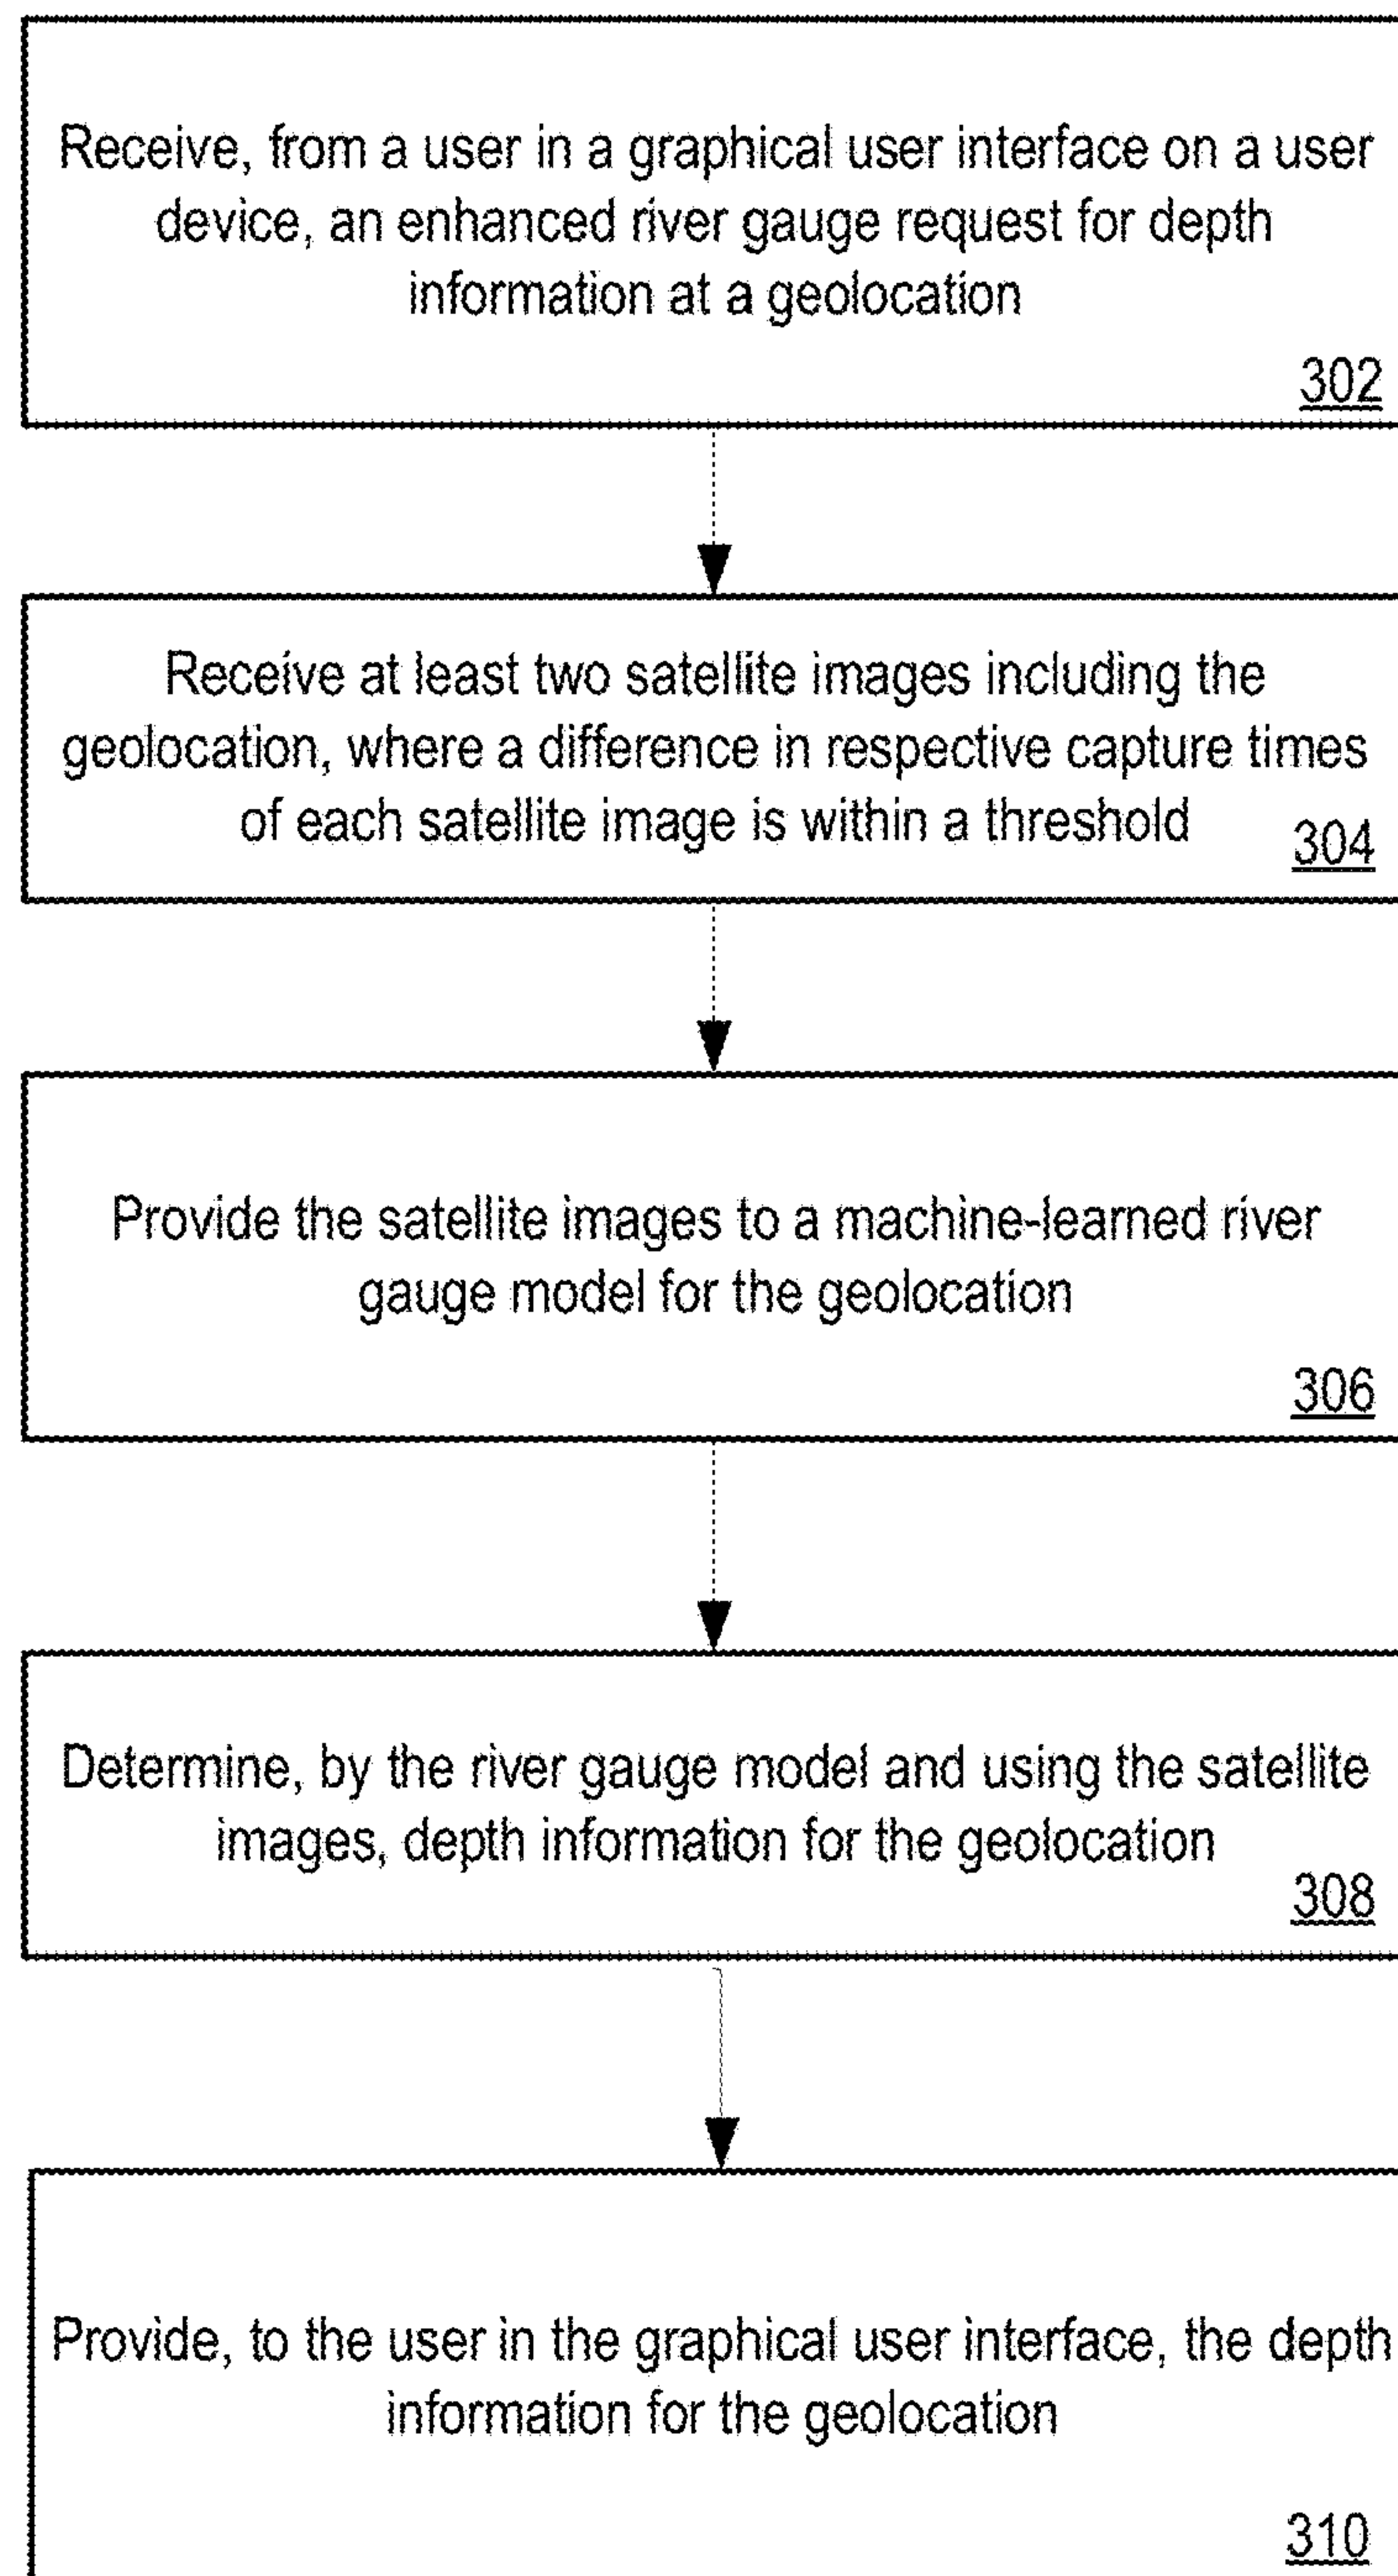 Receive, from a user in a graphical user interface on a user
device, an enhanced river gauge request for depth
information at a geolocation
302
Receive at least two satellite images including the
geolocation, where a difference in respective capture times
of each satellite image is within a threshold
304
Provide the satellite images to a machine-learned river
gauge model for the geolocation
306
Determine, by the river gauge model and using the satellite
images, depth information for the geolocation
308
Provide, to the user in the graphical user interface, the depth
information for the geolocation
310